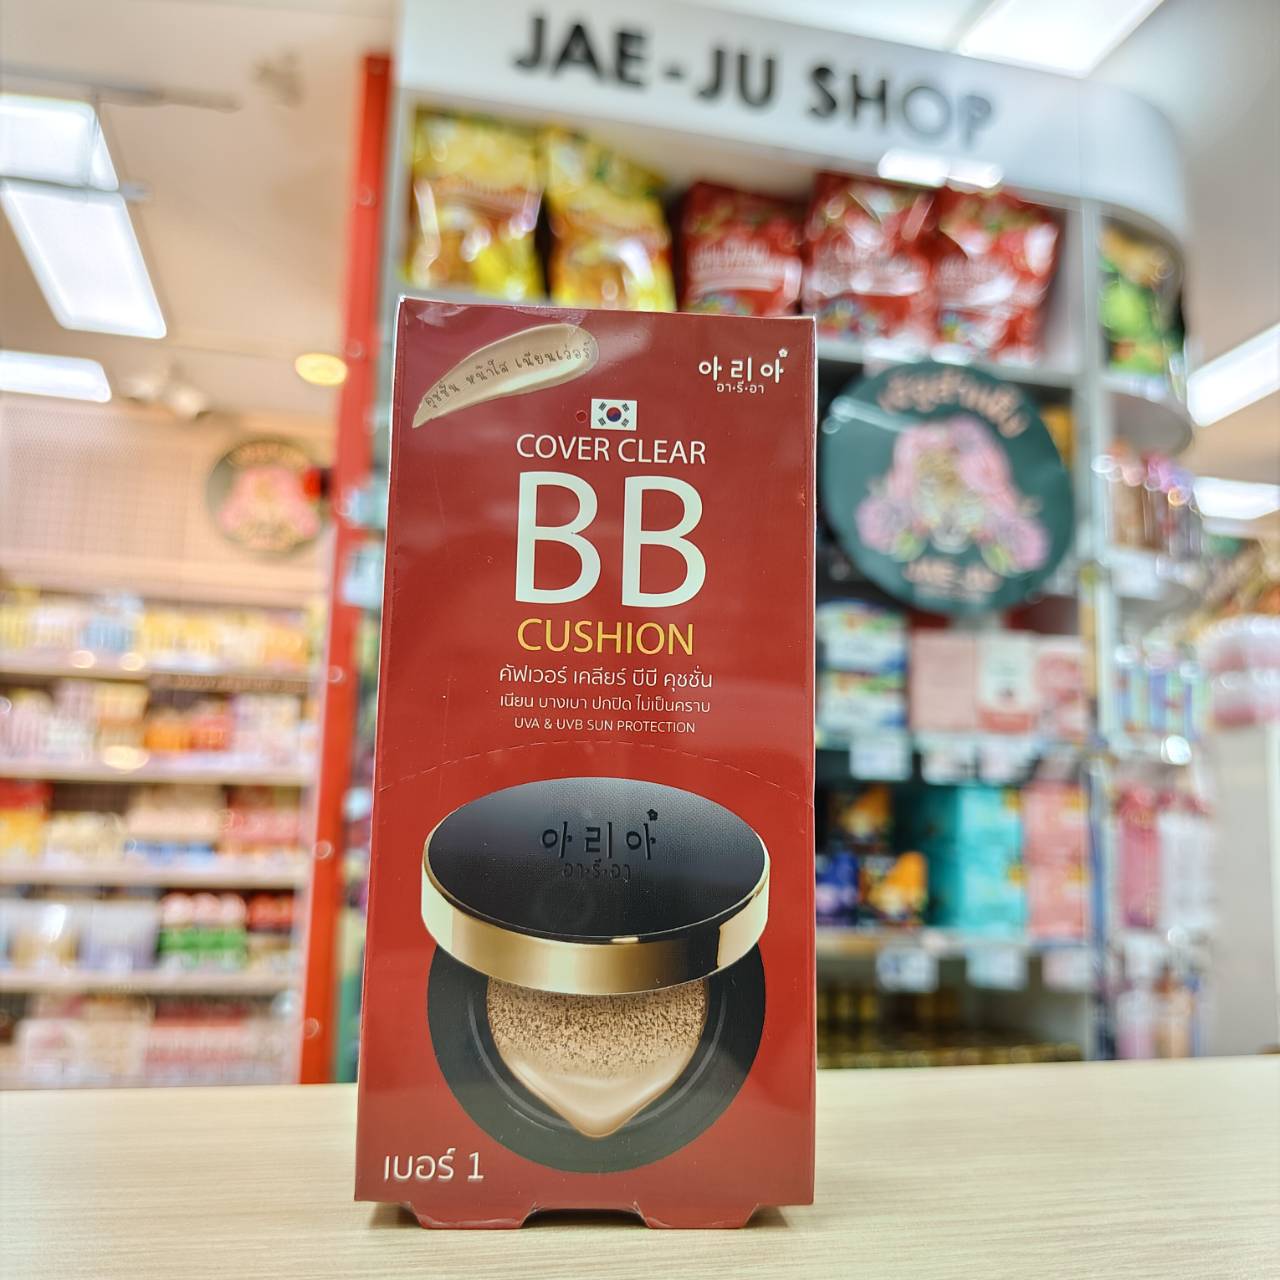 JAE-JU SHOP
คุชชั่น หน้าใส เนียนเว่อร์
아리아
อา•รี•อา
COVER CLEAR
BB
CUSHION
คัฟเวอร์ เคลียร์ บีบี คุชชั่น
เนียน บางเบา ปกปิด ไม่เป็นคราบ
UVA & UVB SUN PROTECTION
아리아
อา•รี•อา
เบอร์ 1
JAE-JU